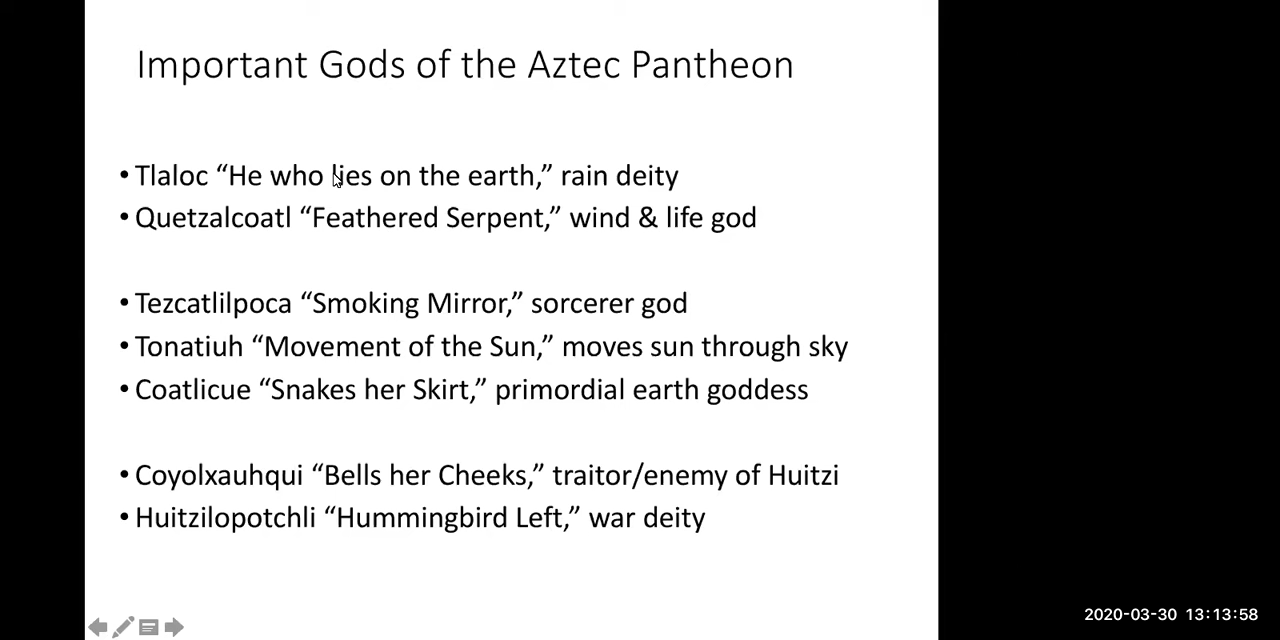 Important Gods of the Aztec Pantheon
• Tlaloc “He who lies on the earth,” rain deity
• Quetzalcoatl “Feathered Serpent,” wind & life god
• Tezcatlilpoca “Smoking Mirror,” sorcerer god
• Tonatiuh “Movement of the Sun,” moves sun through sky
• Coatlicue “Snakes her Skirt,” primordial earth goddess
• Coyolxauhqui “Bells her Cheeks,” traitor/enemy of Huitzi
• Huitzilopotchli “Hummingbird Left,” war deity
2020-03-30 13:13:58